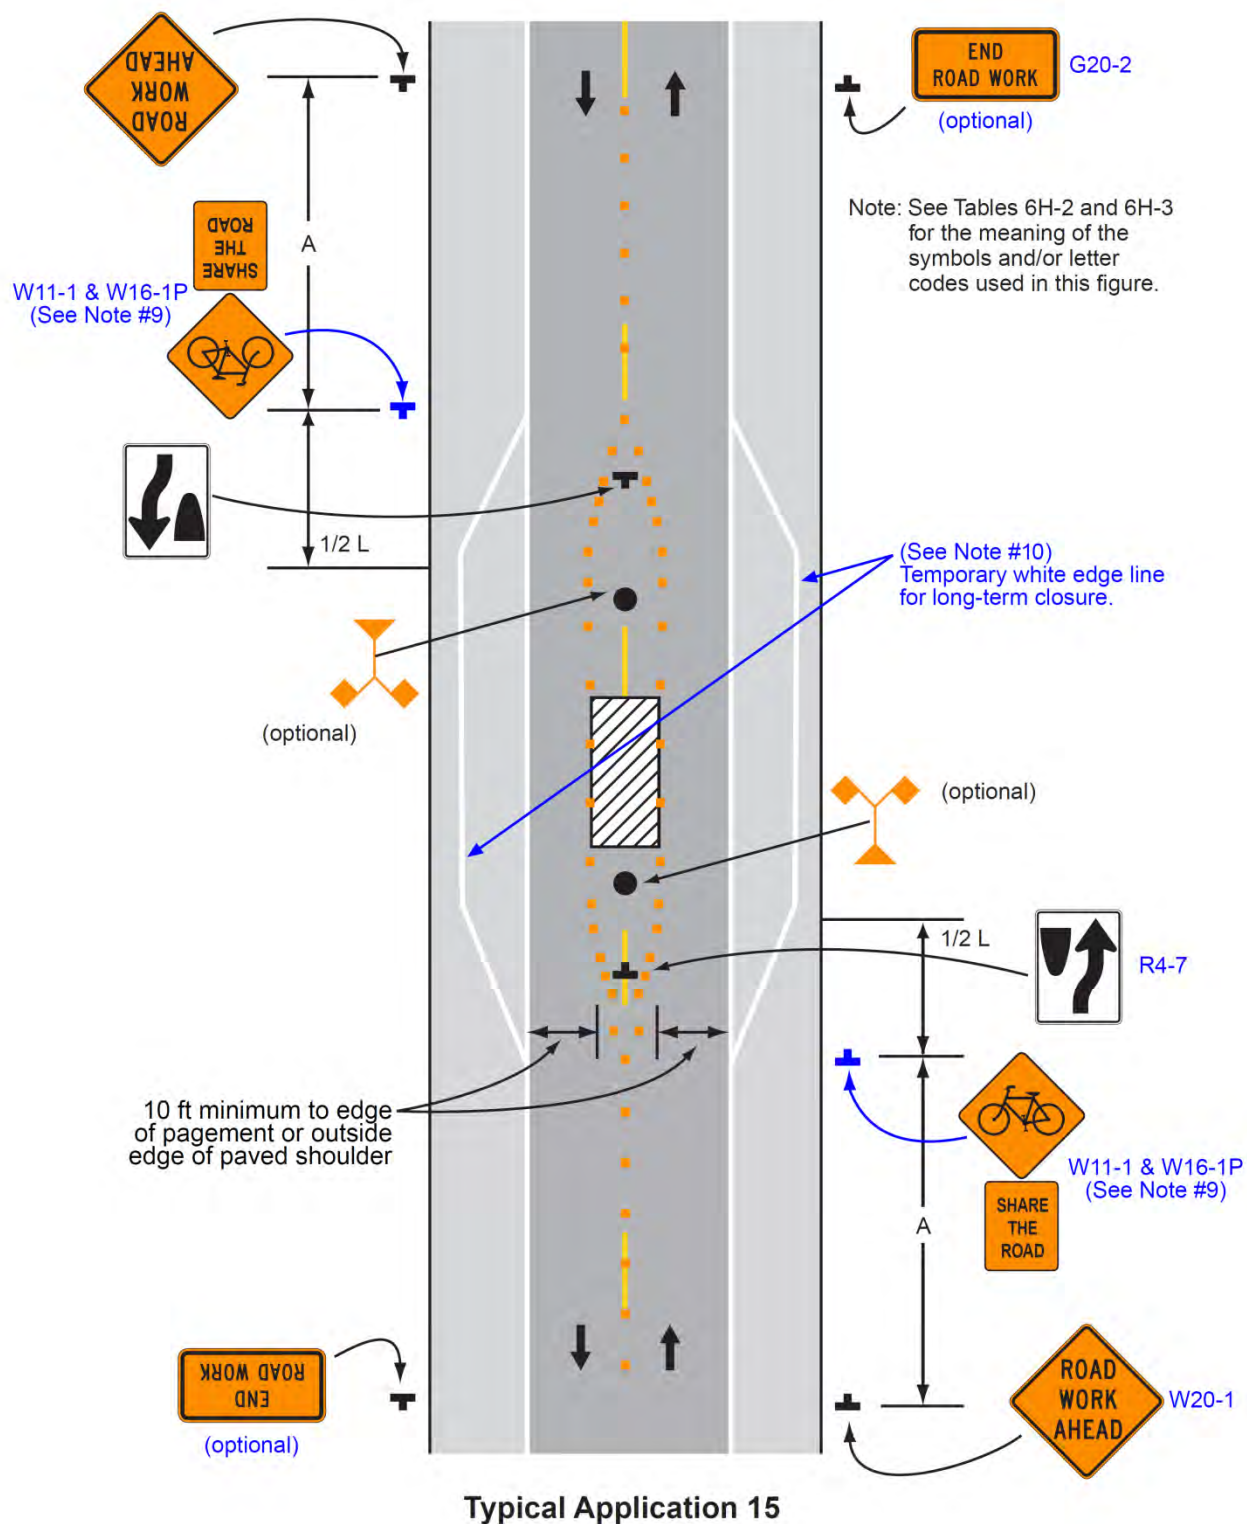 ROAD
WORK
AHEAD
END
ROAD WORK
G20-2
(optional)
Note: See Tables 6H-2 and 6H-3
for the meaning of the
symbols and/or letter
codes used in this figure.
SHARE
THE
ROAD
A
W11-1 & W16-1P
(See Note #9)
1/2 L
(See Note #10)
Temporary white edge line
for long-term closure.
(optional)
(optional)
1/2 L
R4-7
10 ft minimum to edge
of pagement or outside
edge of paved shoulder
W11-1 & W16-1P
(See Note #9)
SHARE
THE
ROAD
A
END
ROAD WORK
(optional)
ROAD
WORK
AHEAD
W20-1
Typical Application 15